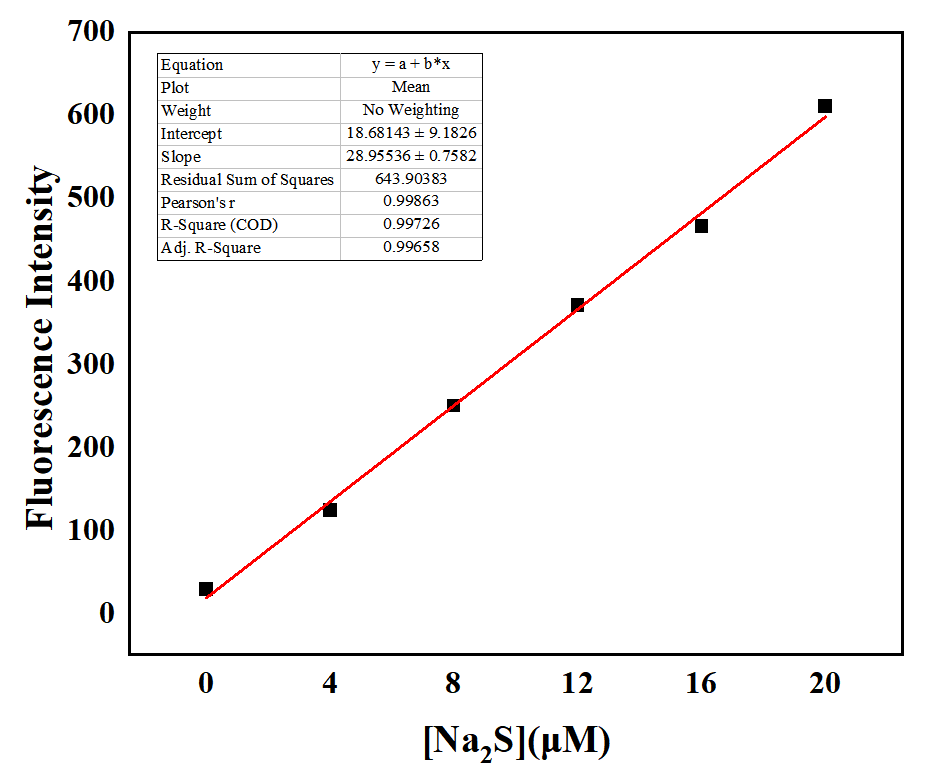 700
600
500
400
300
200
100
0
Fluorescence Intensity
Equation y = a + b*x
Plot Mean
Weight No Weighting
Intercept 18.68143 ± 9.1826
Slope 28.95536 ± 0.7582
Residual Sum of Squares 643.90383
Pearson's r 0.99863
R-Square (COD) 0.99726
Adj. R-Square 0.99658
0 4 8 12 16 20
[Na₂S](μM)